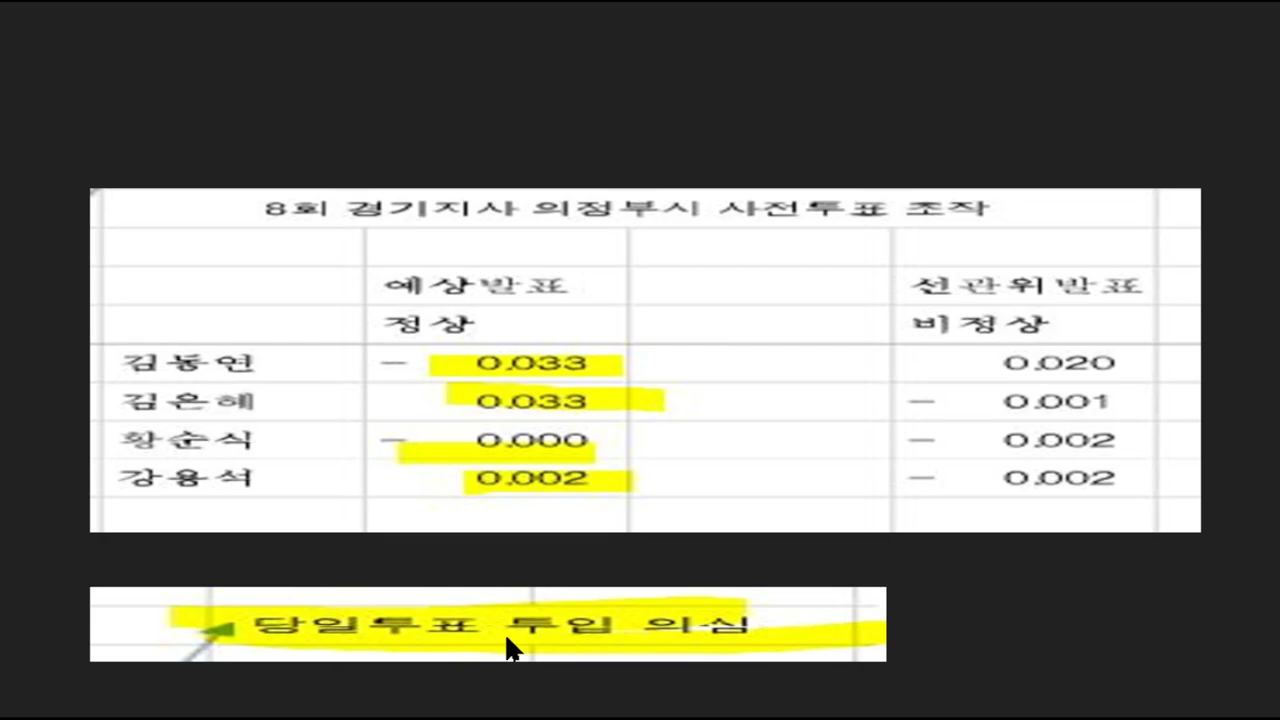 8회 경기지사 의정부시 사전투표 조작
예상발표 선관위발표
정상 비정상
김동연 - 0.033 0.020
김은혜 0.033 - 0.001
황순식 - 0.000 - 0.002
강용석 0.002 - 0.002
당일투표 투입 의심